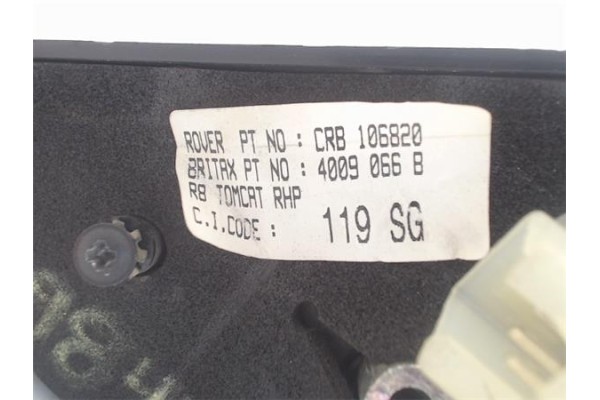 ROVER PT NO : CRB 106820
BRITAX PT NO : 4009 066 B
R8 TOMCAT RHP
C.I.CODE : 119 SG